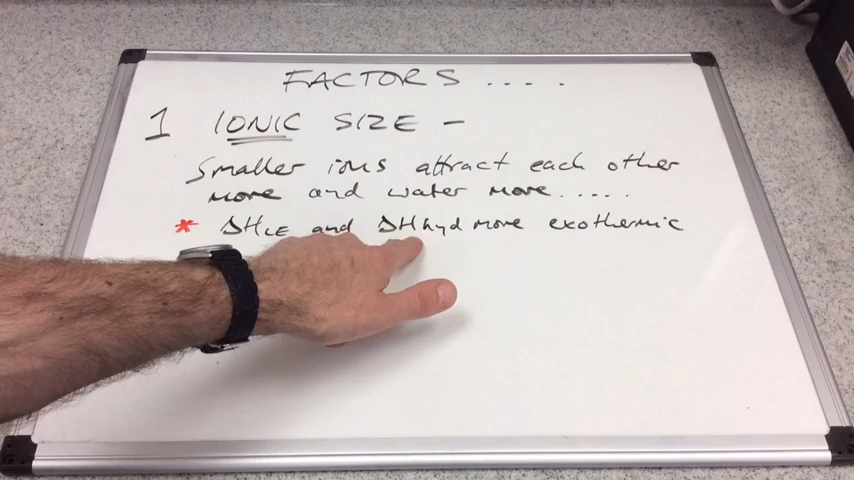 FACTORS ....
1 IONIC SIZE -
Smaller ions attract each other
more and water more.....
* ΔHLE and ΔHhyd more exothermic